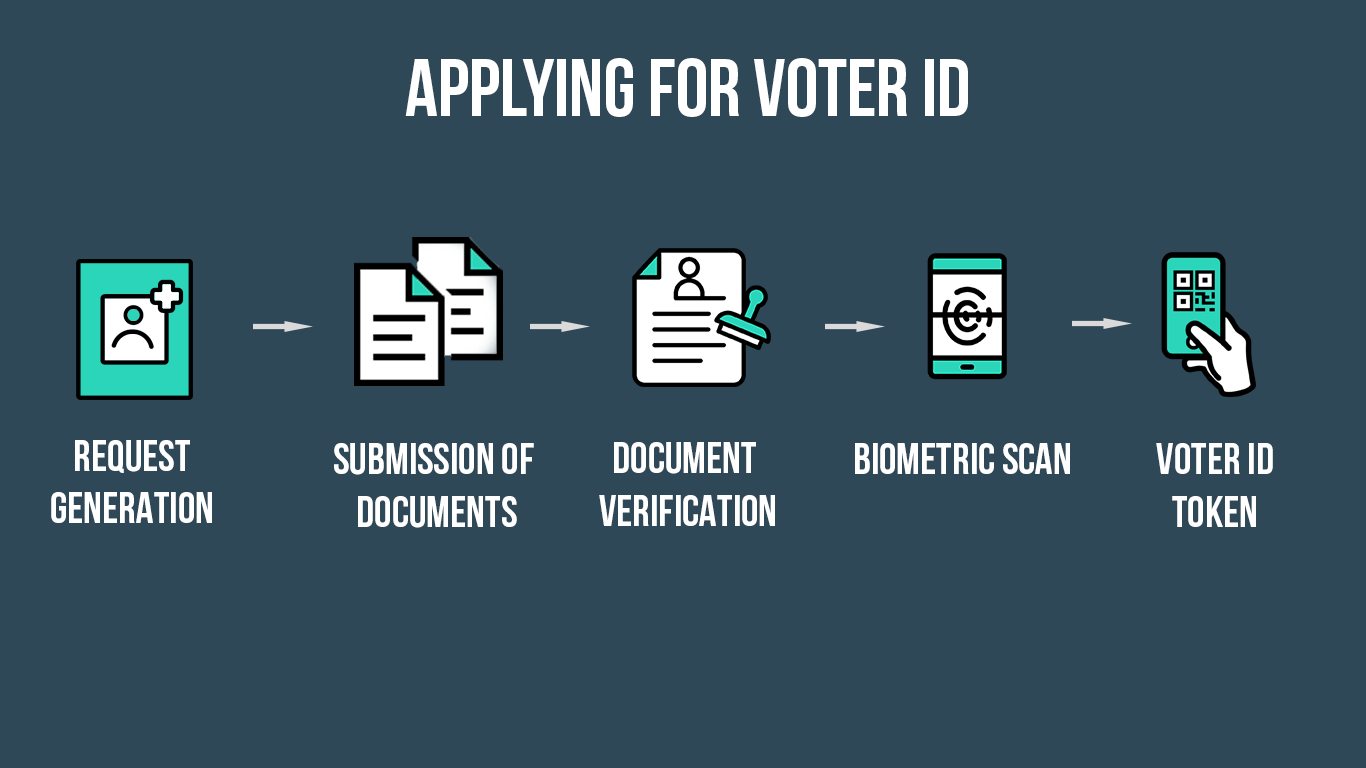 APPLYING FOR VOTER ID
REQUEST
GENERATION
SUBMISSION OF
DOCUMENTS
DOCUMENT
VERIFICATION
BIOMETRIC SCAN
VOTER ID
TOKEN